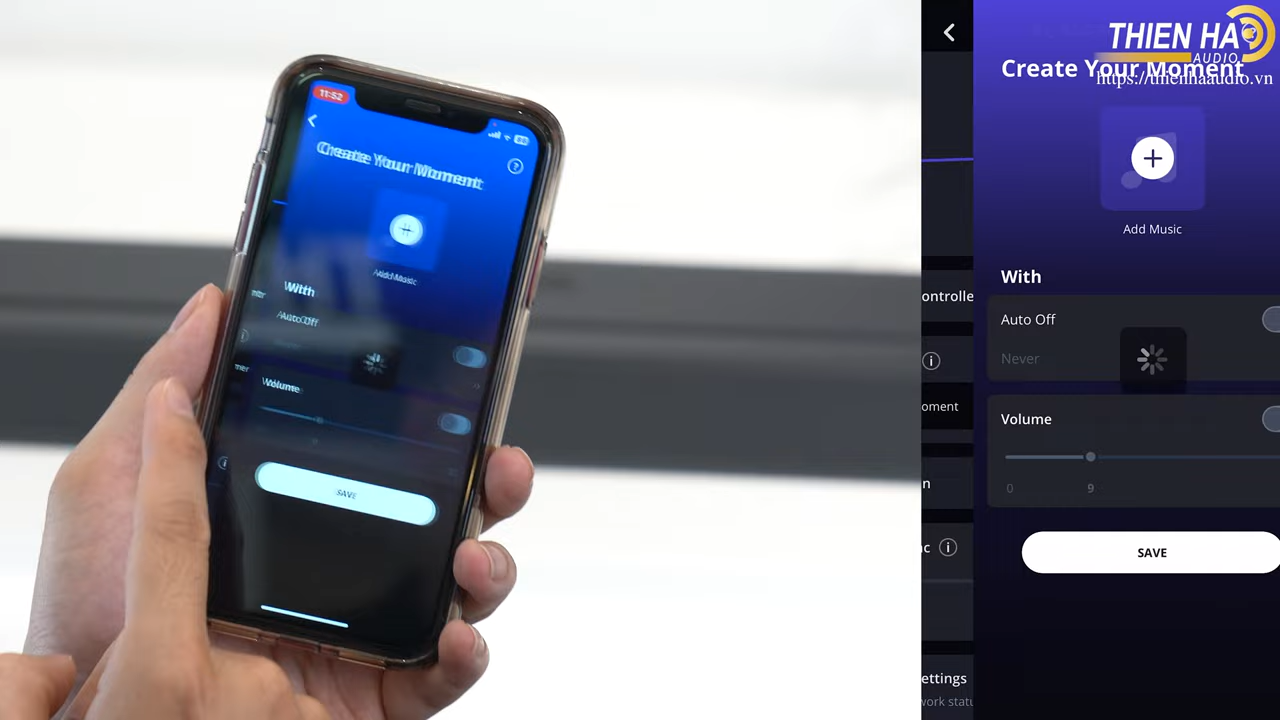 11:52
Create Your Moment
Add Music
With
Auto Off
Volume
SAVE
THIEN HA
AUDIO
https://thienhaaudio.vn
Create Your Moment
Add Music
With
Auto Off
Never
Volume
0
9
SAVE
ontrolle
oment
n
ettings
work statu